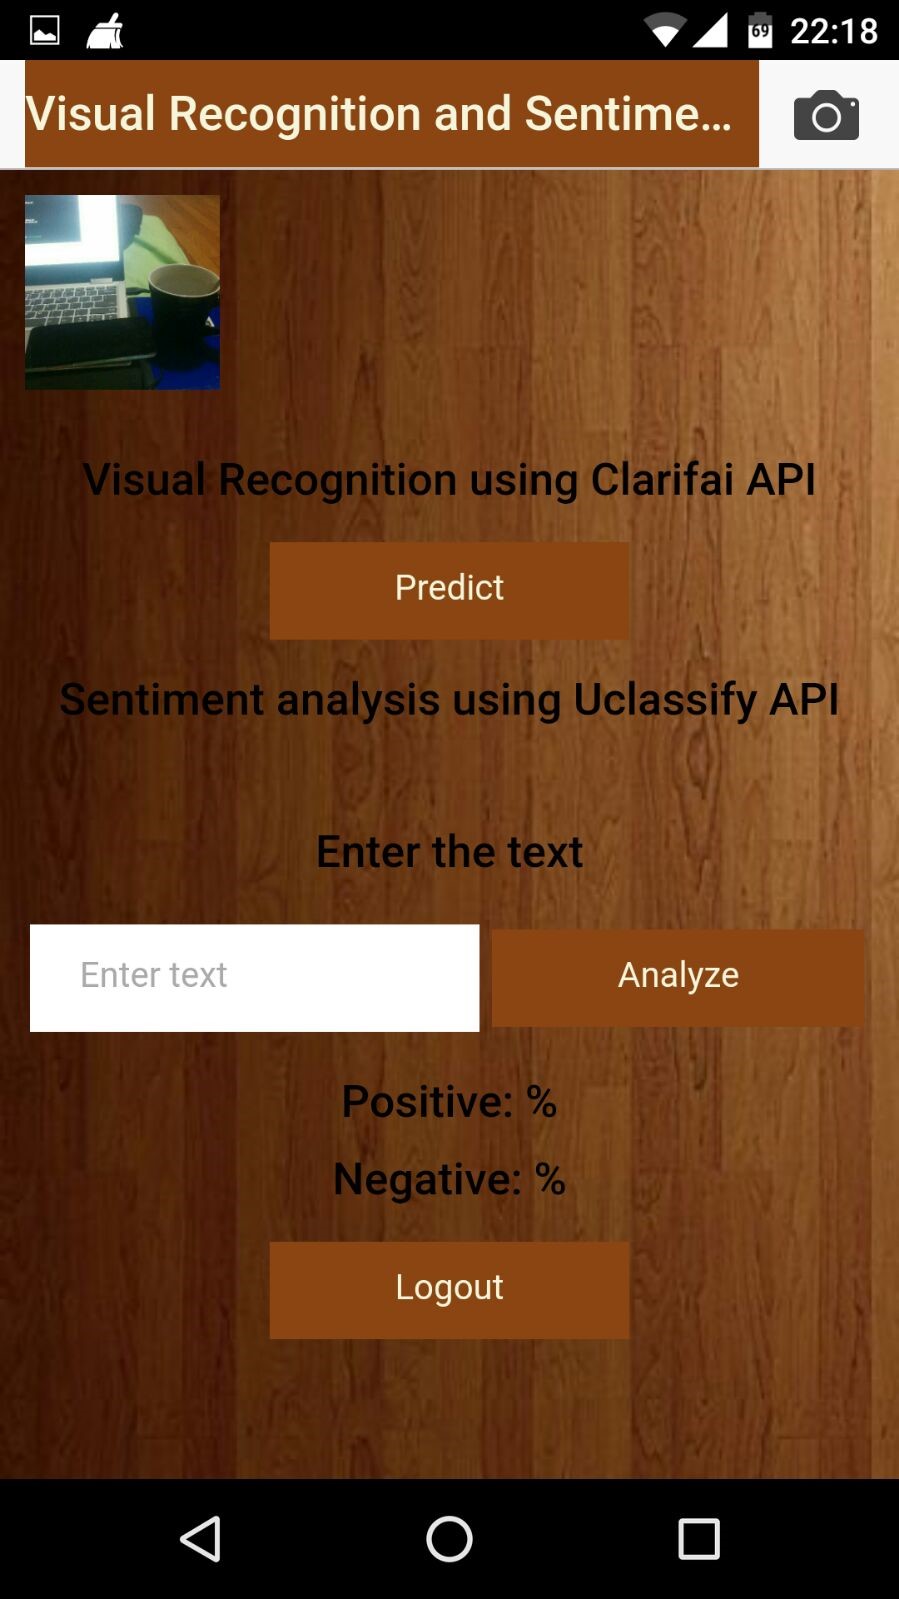 69 22:18
Visual Recognition and Sentime...
Visual Recognition using Clarifai API
Predict
Sentiment analysis using Uclassify API
Enter the text
Enter text Analyze
Positive: %
Negative: %
Logout